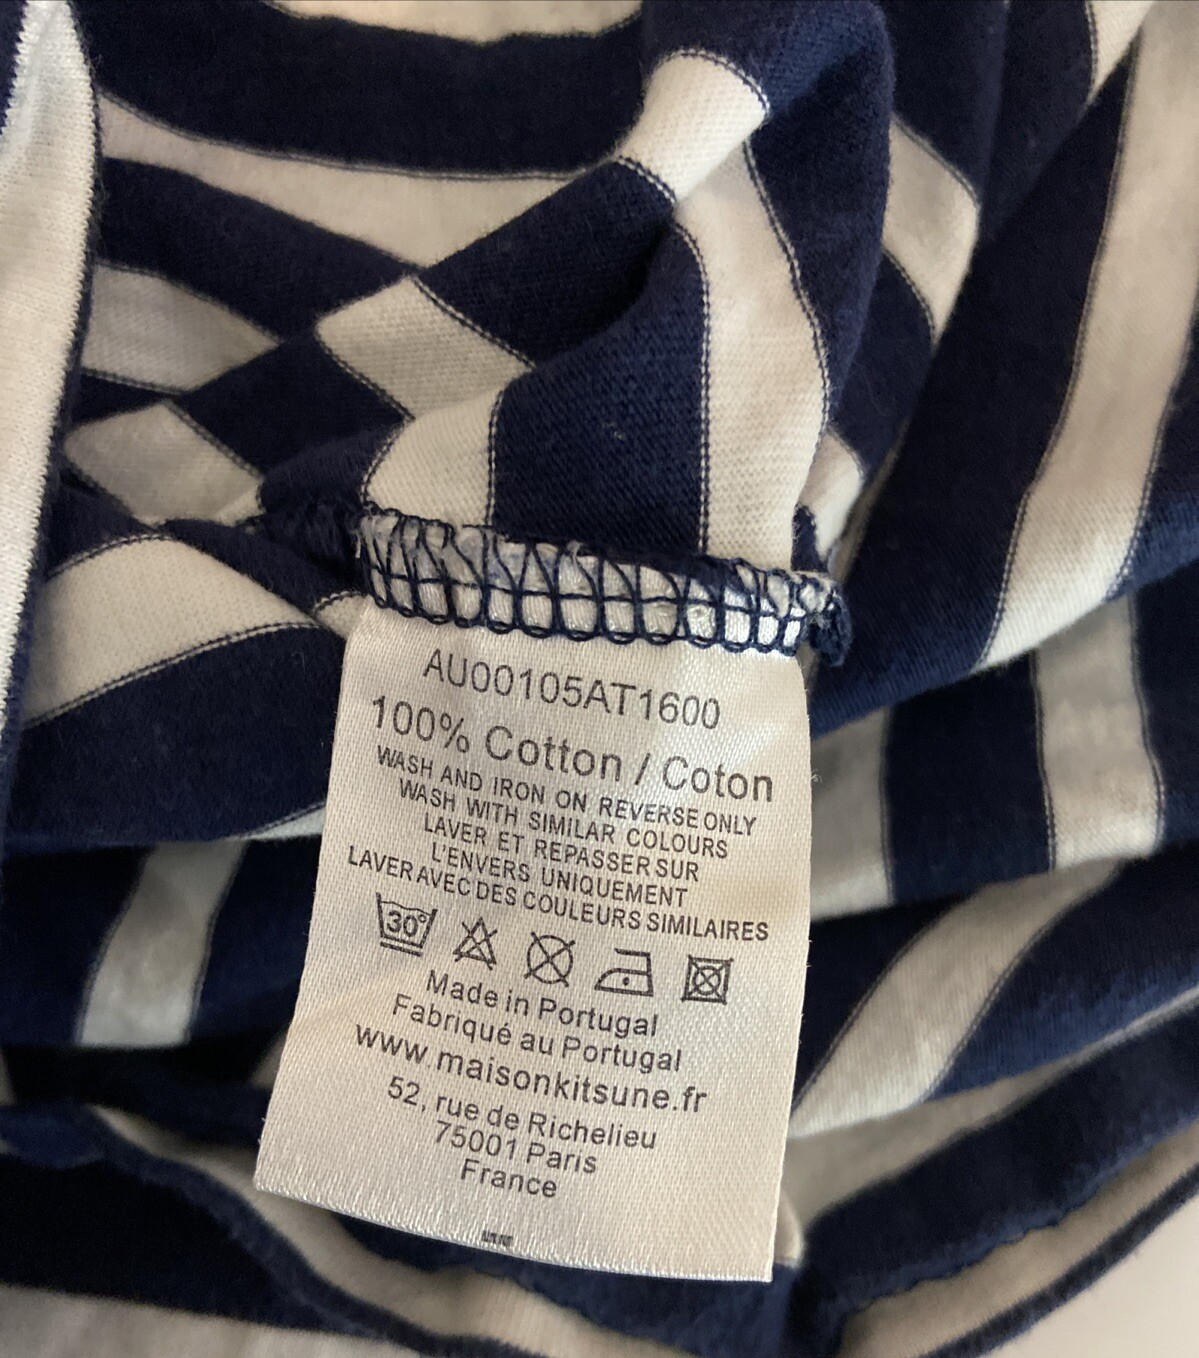 AU00105AT1600
100% Cotton / Coton
WASH AND IRON ON REVERSE ONLY
WASH WITH SIMILAR COLOURS
LAVER ET REPASSER SUR
L'ENVERS UNIQUEMENT
LAVER AVEC DES COULEURS SIMILAIRES
30°
Made in Portugal
Fabriqué au Portugal
www.maisonkitsune.fr
52, rue de Richelieu
75001 Paris
France